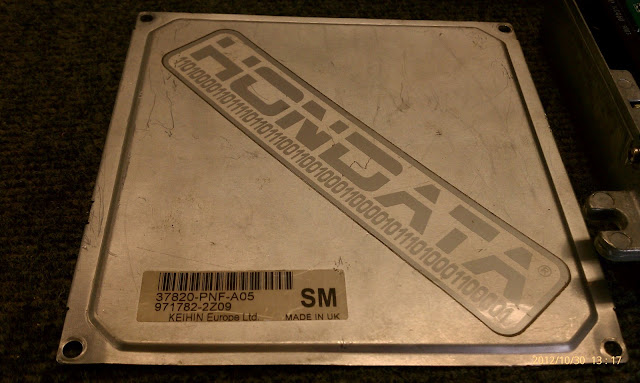 HONDATA®
37820-PNF-A05
971782-2Z09
SM
KEIHIN Europe Ltd.
MADE IN UK
2012/10/30 13:17